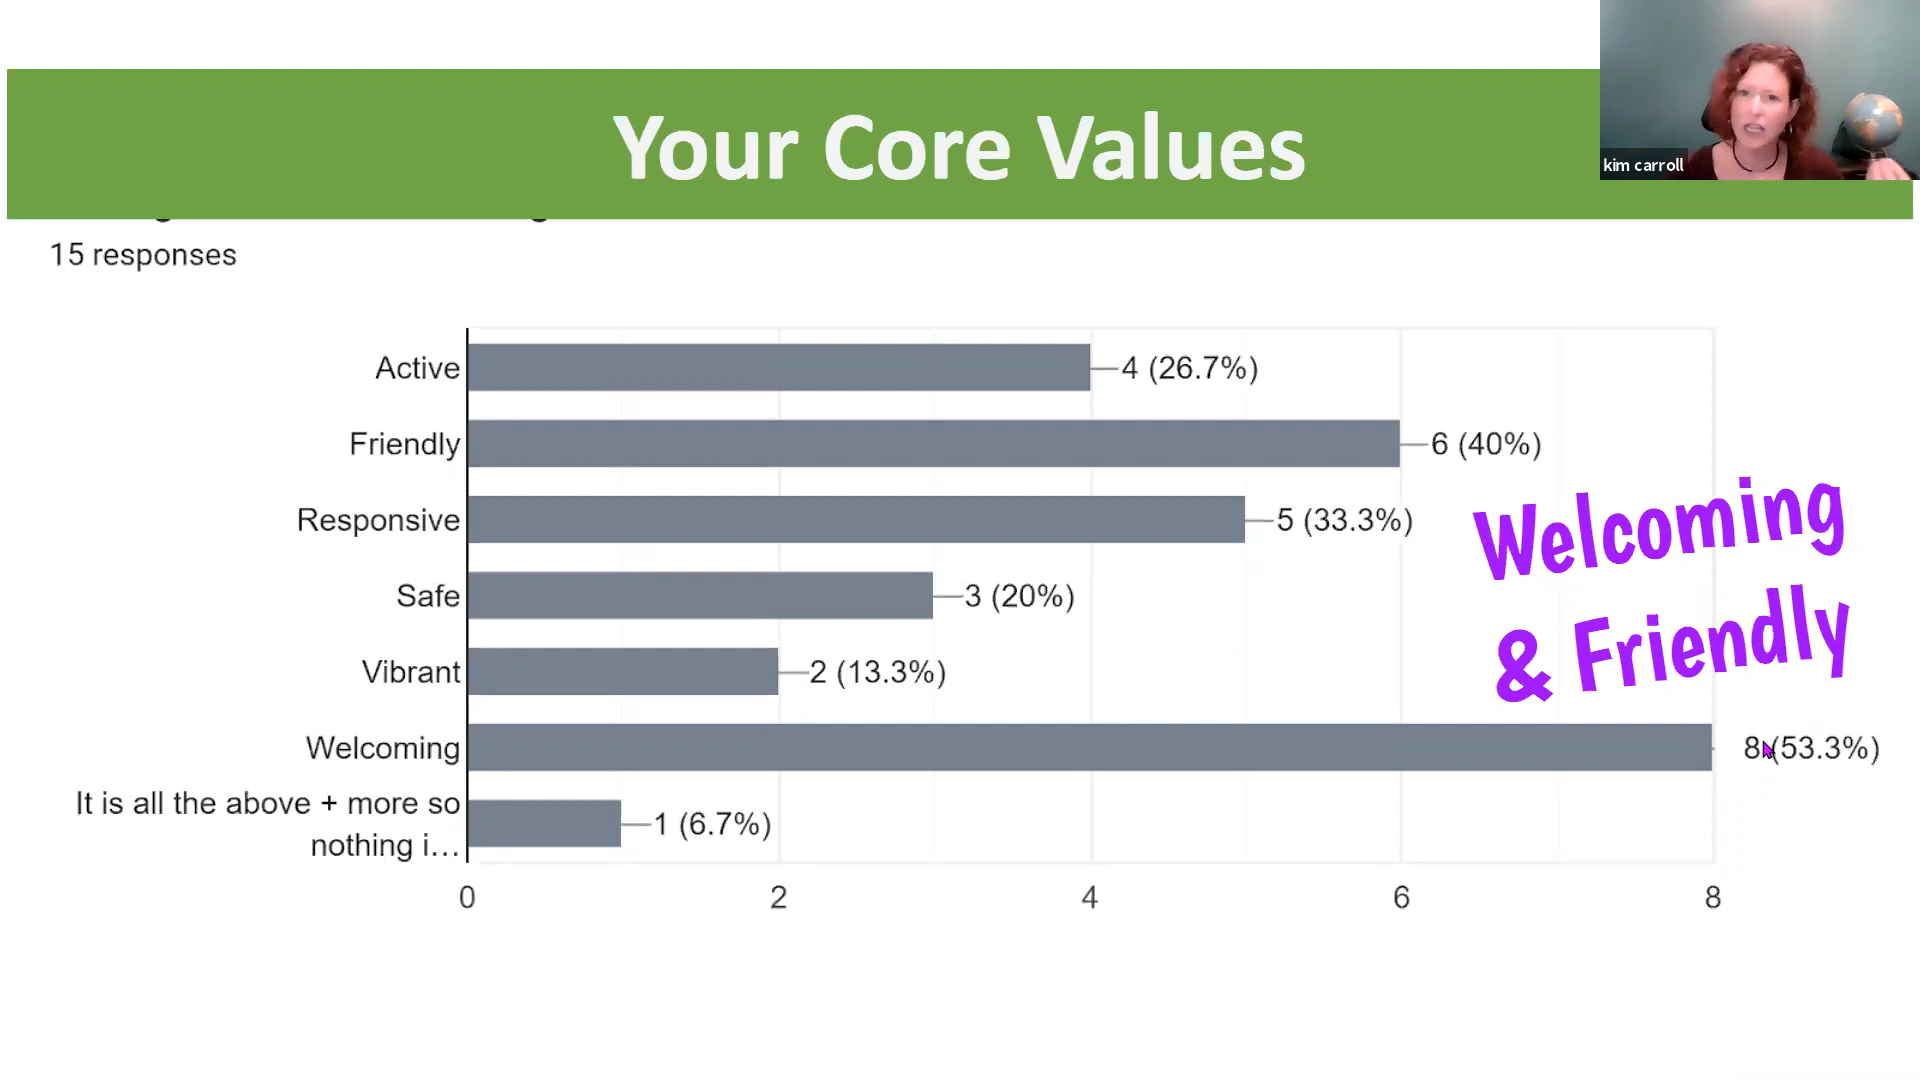 Your Core Values
kim carroll
15 responses
Active 4 (26.7%)
Friendly 6 (40%)
Responsive 5 (33.3%)
Safe 3 (20%)
Vibrant 2 (13.3%)
Welcoming 8 (53.3%)
It is all the above + more so
nothing i… 1 (6.7%)
0 2 4 6 8
Welcoming
& Friendly